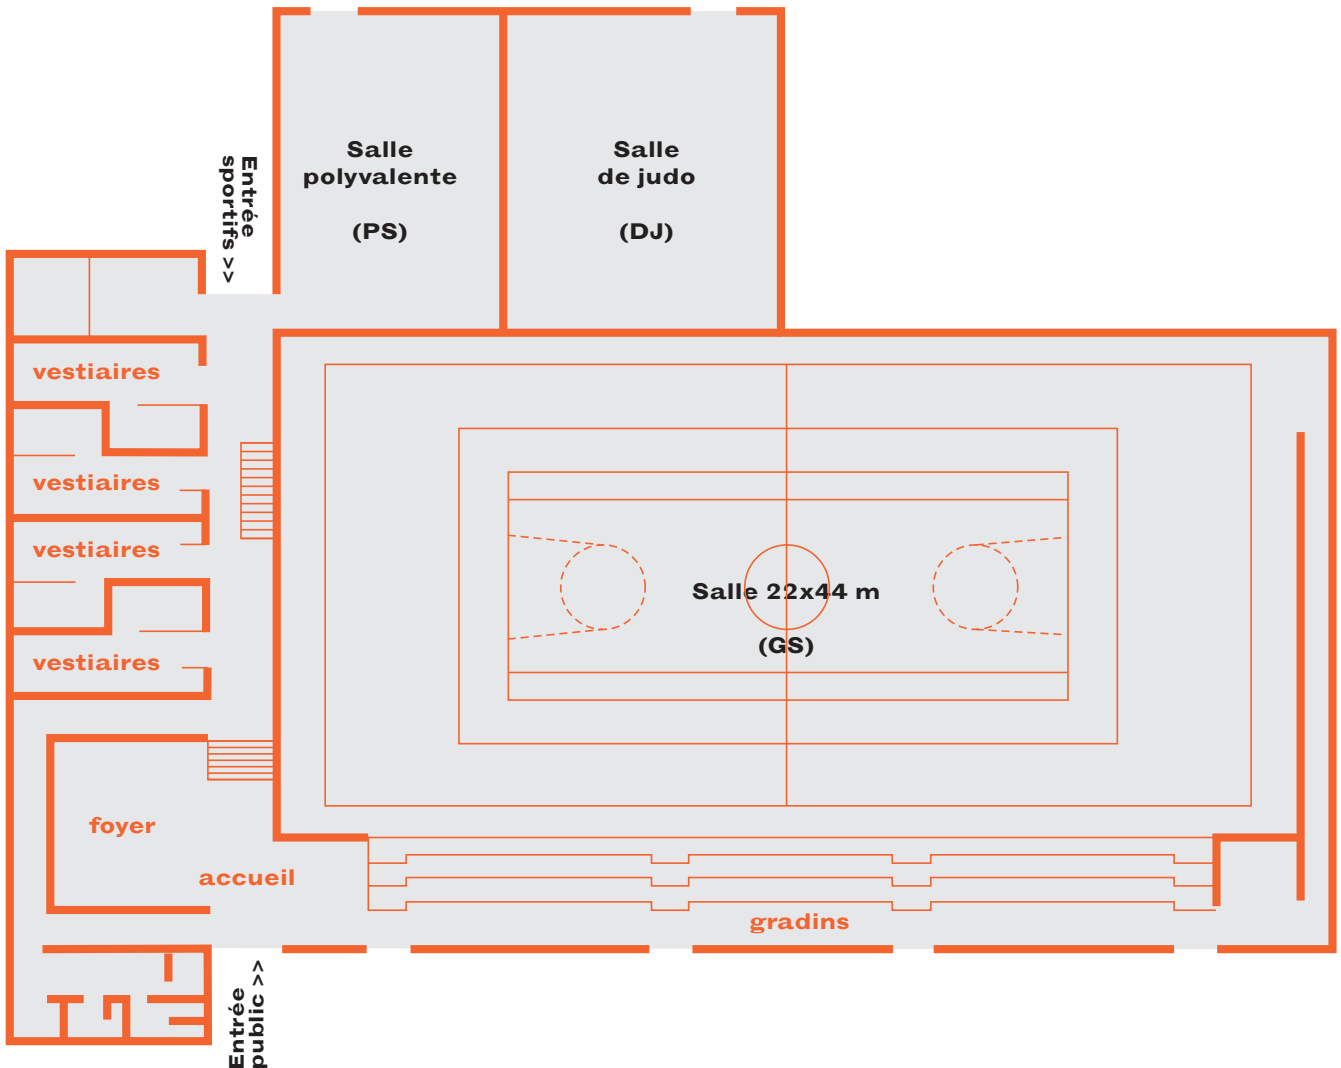 Salle
polyvalente
(PS)
Salle
de judo
(DJ)
Entrée
sportifs >>
vestiaires
vestiaires
vestiaires
vestiaires
Salle 22x44 m
(GS)
foyer
accueil
gradins
Entrée
public >>